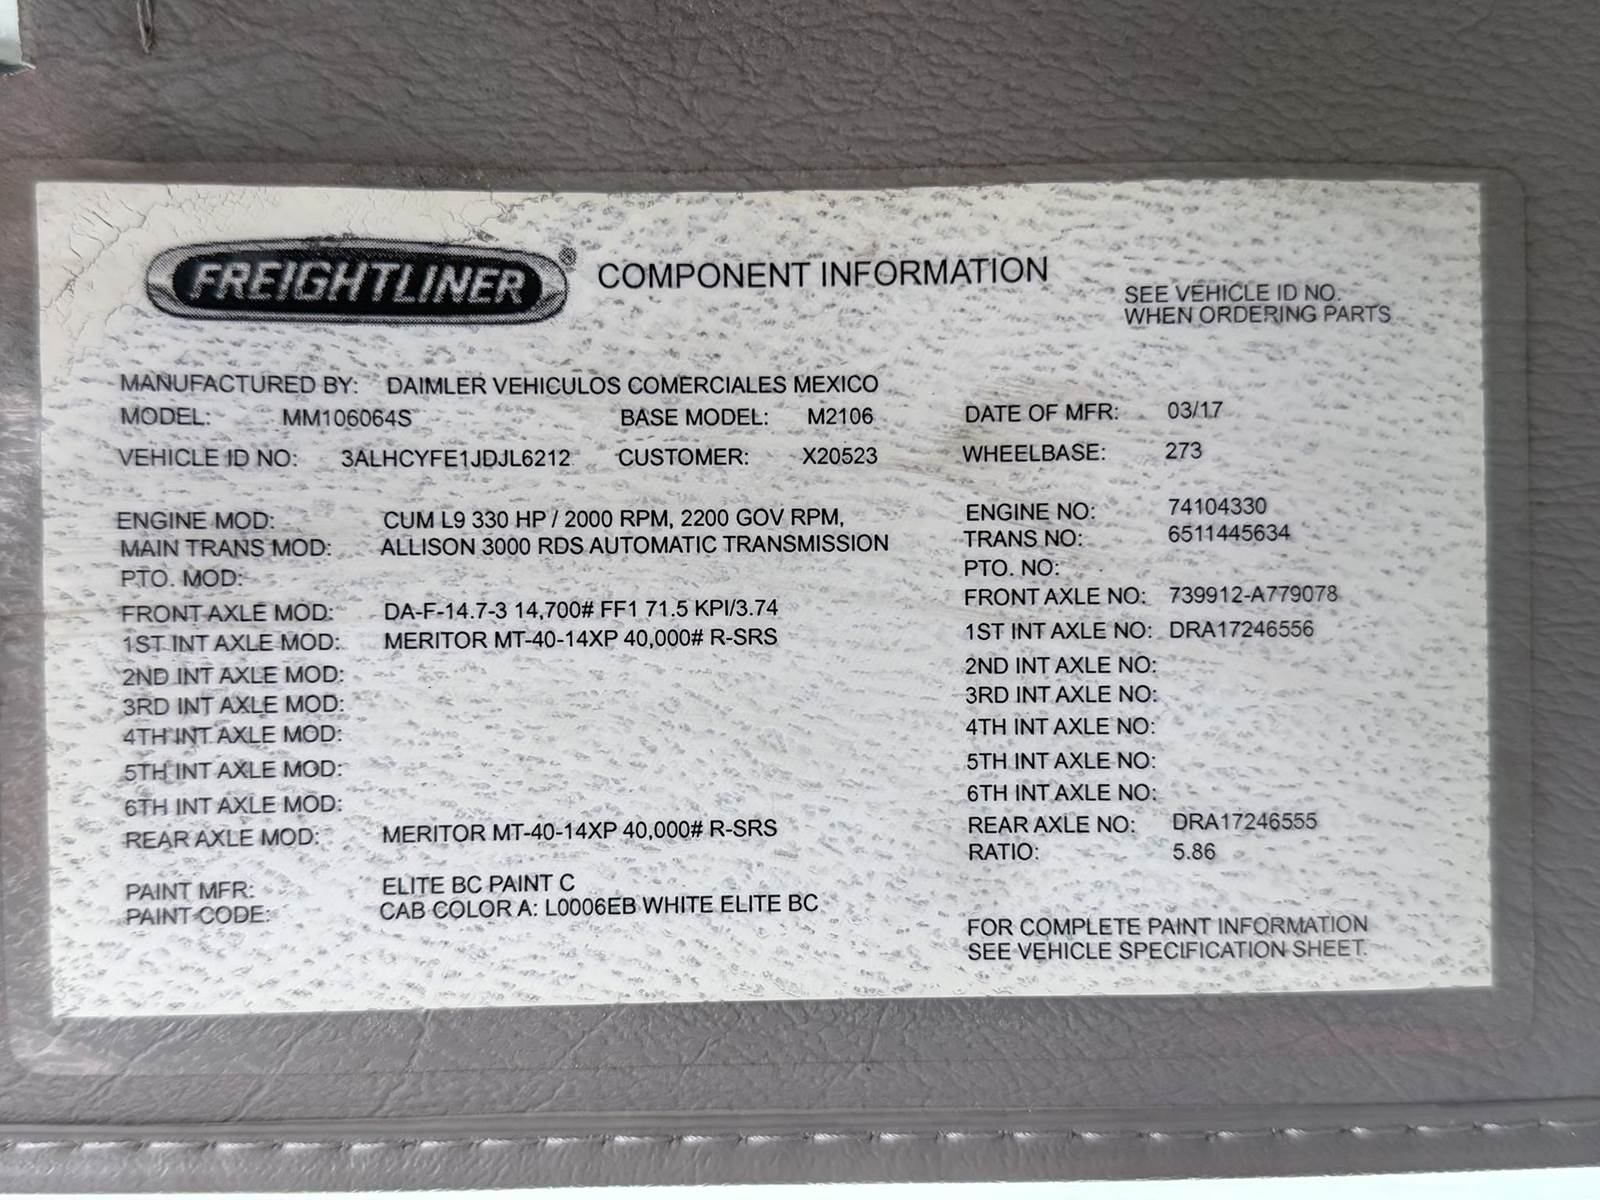 FREIGHTLINER® COMPONENT INFORMATION
SEE VEHICLE ID NO.
WHEN ORDERING PARTS
MANUFACTURED BY: DAIMLER VEHICULOS COMERCIALES MEXICO
MODEL: MM106064S BASE MODEL: M2106 DATE OF MFR: 03/17
VEHICLE ID NO: 3ALHCYFE1JDJL6212 CUSTOMER: X20523 WHEELBASE: 273
ENGINE MOD: CUM L9 330 HP / 2000 RPM, 2200 GOV RPM, ENGINE NO: 74104330
MAIN TRANS MOD: ALLISON 3000 RDS AUTOMATIC TRANSMISSION TRANS NO: 6511445634
PTO. MOD: PTO. NO:
FRONT AXLE MOD: DA-F-14.7-3 14,700# FF1 71.5 KPI/3.74 FRONT AXLE NO: 739912-A779078
1ST INT AXLE MOD: MERITOR MT-40-14XP 40,000# R-SRS 1ST INT AXLE NO: DRA17246556
2ND INT AXLE MOD: 2ND INT AXLE NO:
3RD INT AXLE MOD: 3RD INT AXLE NO:
4TH INT AXLE MOD: 4TH INT AXLE NO:
5TH INT AXLE MOD: 5TH INT AXLE NO:
6TH INT AXLE MOD: 6TH INT AXLE NO:
REAR AXLE MOD: MERITOR MT-40-14XP 40,000# R-SRS REAR AXLE NO: DRA17246555
RATIO: 5.86
PAINT MFR: ELITE BC PAINT C
PAINT CODE: CAB COLOR A: L0006EB WHITE ELITE BC
FOR COMPLETE PAINT INFORMATION
SEE VEHICLE SPECIFICATION SHEET.